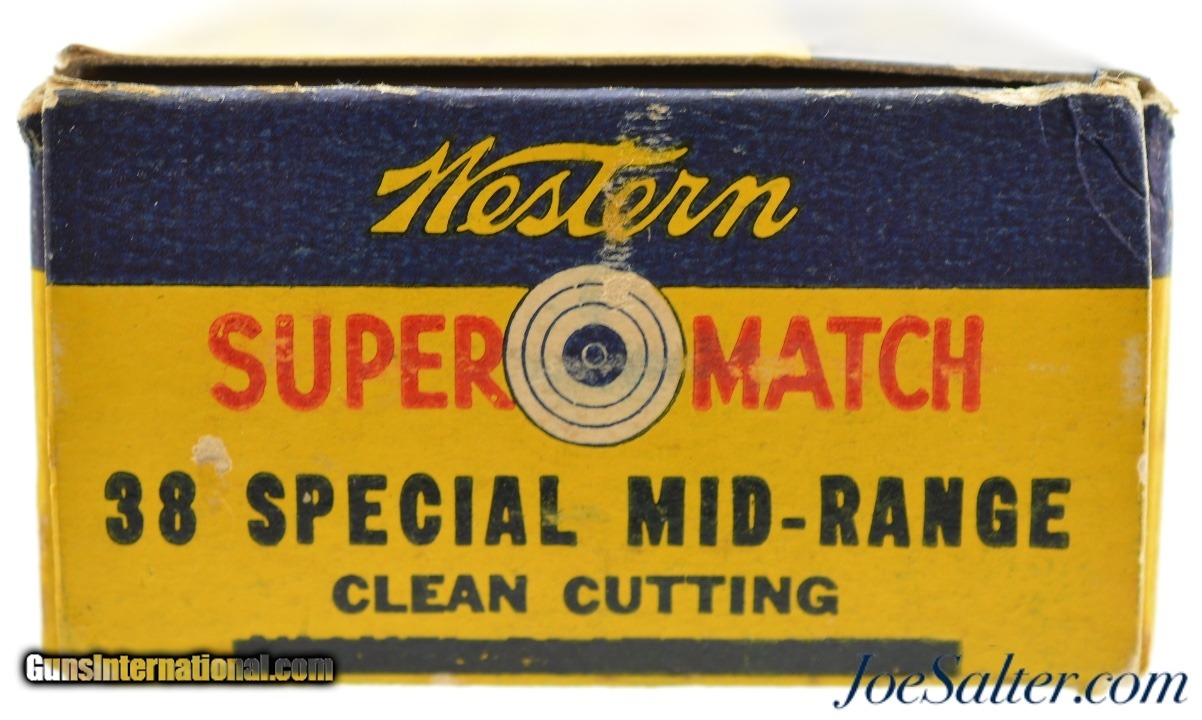 Western
SUPER MATCH
38 SPECIAL MID-RANGE
CLEAN CUTTING
GunsInternational.com
JoeSalter.com